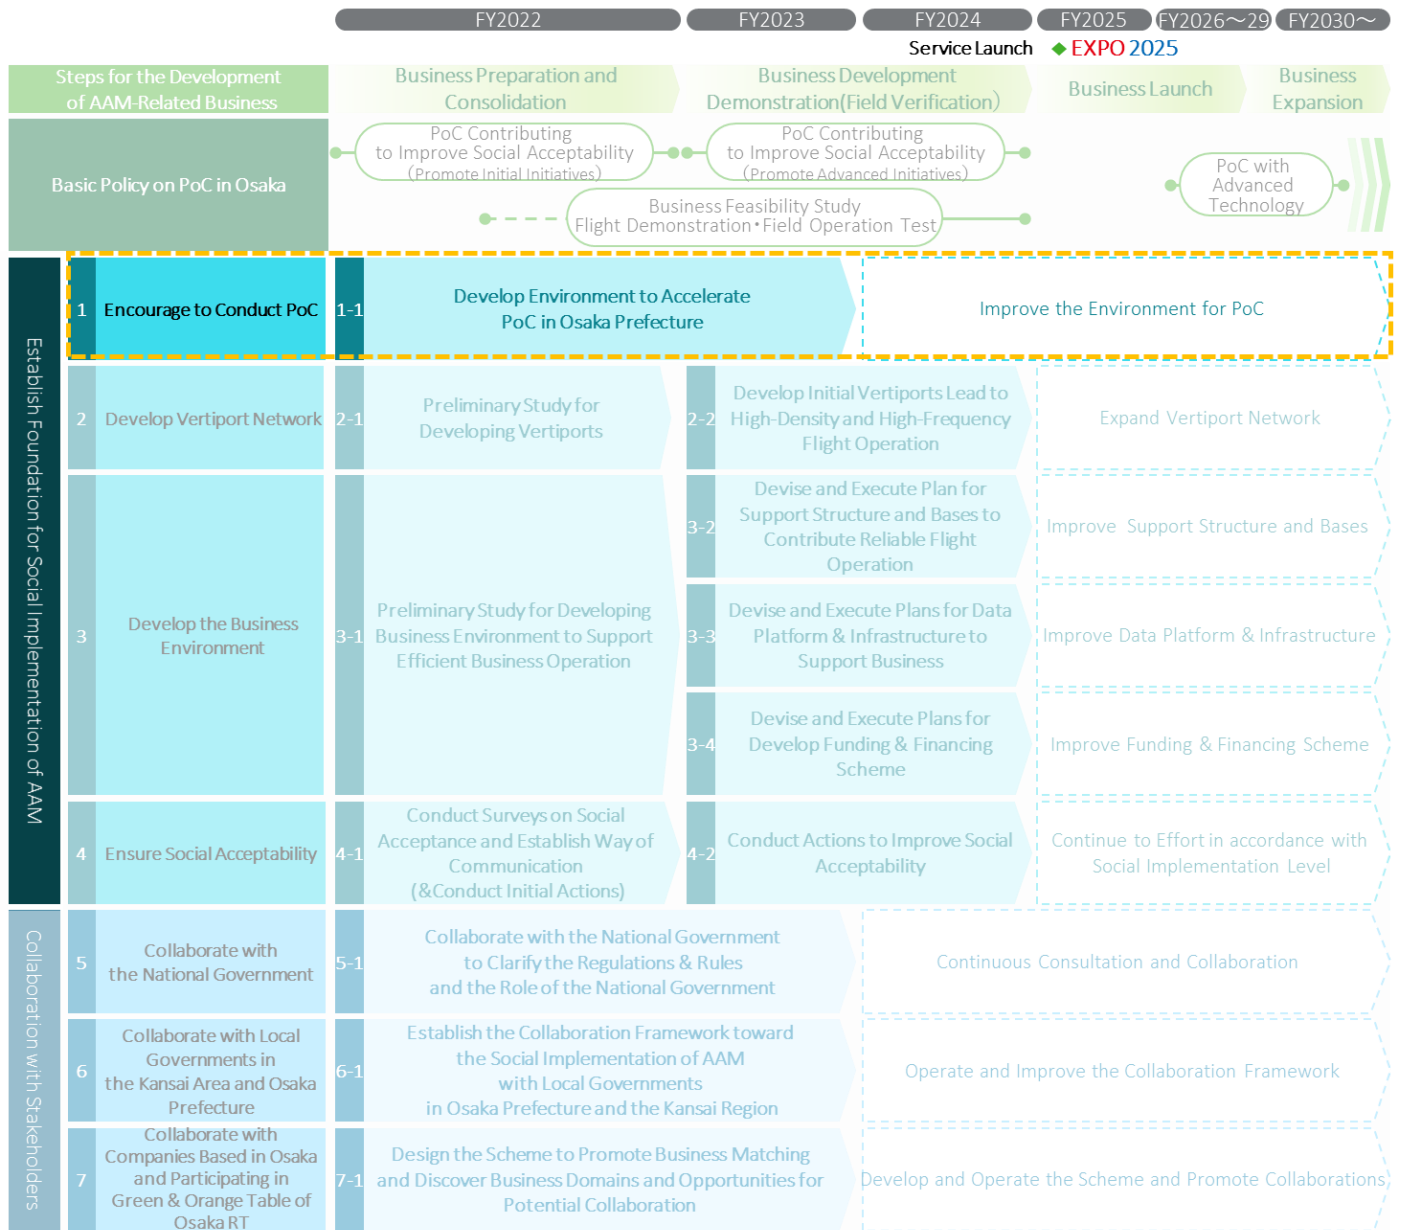 FY2022
FY2023
FY2024
FY2025
FY2026～29
FY2030～
Service Launch
EXPO 2025
Steps for the Development
of AAM-Related Business
Business Preparation and
Consolidation
Business Development
Demonstration(Field Verification）
Business Launch
Business
Expansion
Basic Policy on PoC in Osaka
PoC Contributing
to Improve Social Acceptability
（Promote Initial Initiatives）
PoC Contributing
to Improve Social Acceptability
（Promote Advanced Initiatives）
Business Feasibility Study
Flight Demonstration・Field Operation Test
PoC with
Advanced
Technology
Establish Foundation for Social Implementation of AAM
1
Encourage to Conduct PoC
1-1
Develop Environment to Accelerate
PoC in Osaka Prefecture
Improve the Environment for PoC
2
Develop Vertiport Network
2-1
Preliminary Study for
Developing Vertiports
2-2
Develop Initial Vertiports Lead to
High-Density and High-Frequency
Flight Operation
Expand Vertiport Network
3
Develop the Business
Environment
3-1
Preliminary Study for Developing
Business Environment to Support
Efficient Business Operation
3-2
Devise and Execute Plan for
Support Structure and Bases to
Contribute Reliable Flight
Operation
Improve Support Structure and Bases
3-3
Devise and Execute Plans for Data
Platform & Infrastructure to
Support Business
Improve Data Platform & Infrastructure
3-4
Devise and Execute Plans for
Develop Funding & Financing
Scheme
Improve Funding & Financing Scheme
4
Ensure Social Acceptability
4-1
Conduct Surveys on Social
Acceptance and Establish Way of
Communication
(&Conduct Initial Actions)
4-2
Conduct Actions to Improve Social
Acceptability
Continue to Effort in accordance with
Social Implementation Level
Collaboration with Stakeholders
5
Collaborate with
the National Government
5-1
Collaborate with the National Government
to Clarify the Regulations & Rules
and the Role of the National Government
Continuous Consultation and Collaboration
6
Collaborate with Local
Governments in
the Kansai Area and Osaka
Prefecture
6-1
Establish the Collaboration Framework toward
the Social Implementation of AAM
with Local Governments
in Osaka Prefecture and the Kansai Region
Operate and Improve the Collaboration Framework
7
Collaborate with
Companies Based in Osaka
and Participating in
Green & Orange Table of
Osaka RT
7-1
Design the Scheme to Promote Business Matching
and Discover Business Domains and Opportunities for
Potential Collaboration
Develop and Operate the Scheme and Promote Collaborations